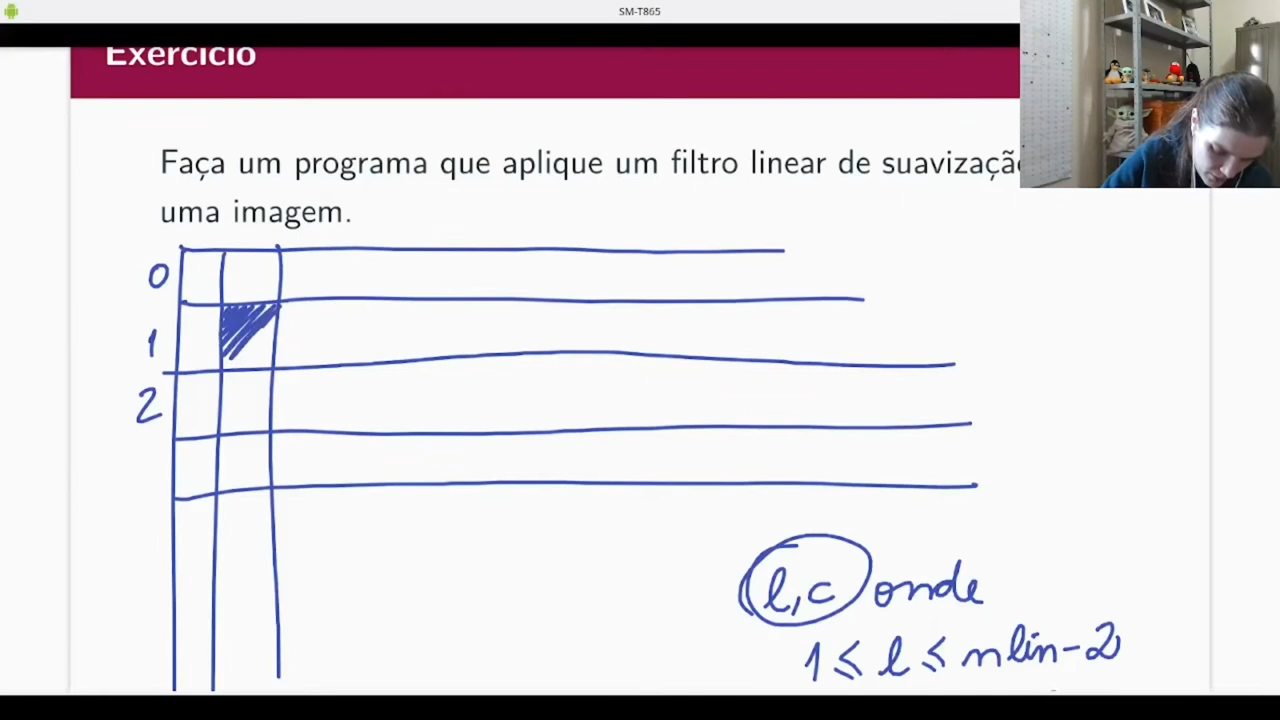 SM-T865
Exercício
Faça um programa que aplique um filtro linear de suavização
uma imagem.
0
1
2
l,c onde
1 ≤ l ≤ nlin-2